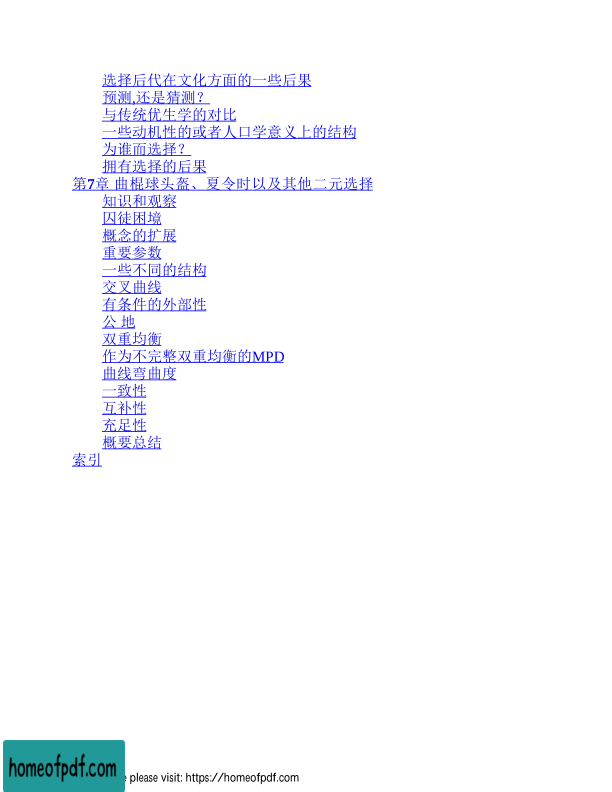 选择后代在文化方面的一些后果
预测,还是猜测？
与传统优生学的对比
一些动机性的或者人口学意义上的结构
为谁而选择？
拥有选择的后果
第7章 曲棍球头盔、夏令时以及其他二元选择
知识和观察
囚徒困境
概念的扩展
重要参数
一些不同的结构
交叉曲线
有条件的外部性
公 地
双重均衡
作为不完整双重均衡的MPD
曲线弯曲度
一致性
互补性
充足性
概要总结
索引
homeofpdf.com please visit: https://homeofpdf.com